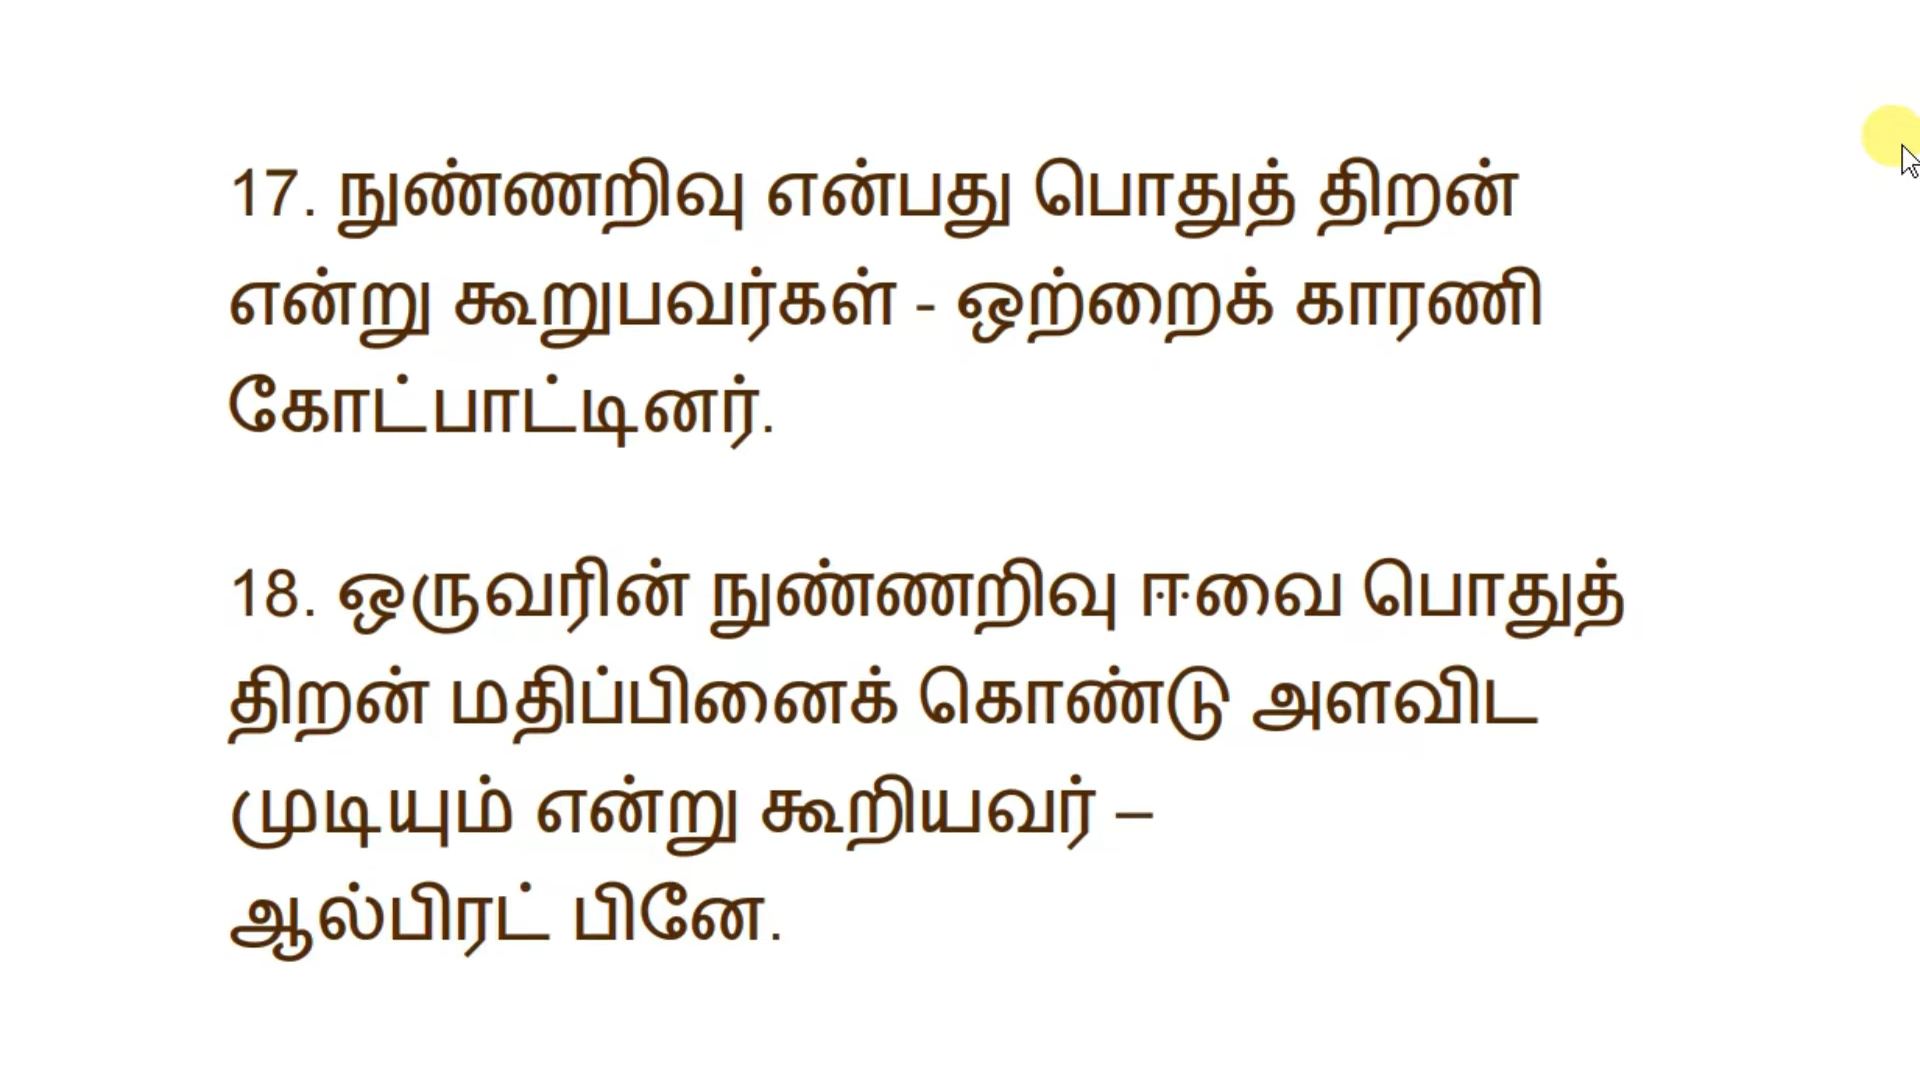 17. நுண்ணறிவு என்பது பொதுத் திறன்
என்று கூறுபவர்கள் - ஒற்றைக் காரணி
கோட்பாட்டினர்.
18. ஒருவரின் நுண்ணறிவு ஈவை பொதுத்
திறன் மதிப்பினைக் கொண்டு அளவிட
முடியும் என்று கூறியவர் –
ஆல்பிரட் பினே.